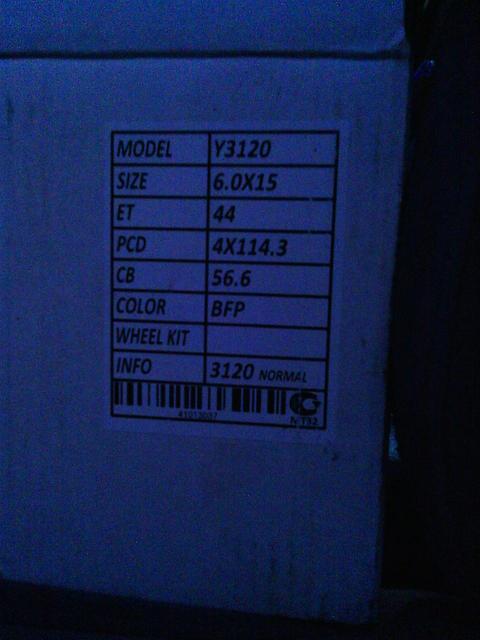 MODEL Y3120
SIZE 6.0X15
ET 44
PCD 4X114.3
CB 56.6
COLOR BFP
WHEEL KIT
INFO 3120 NORMAL